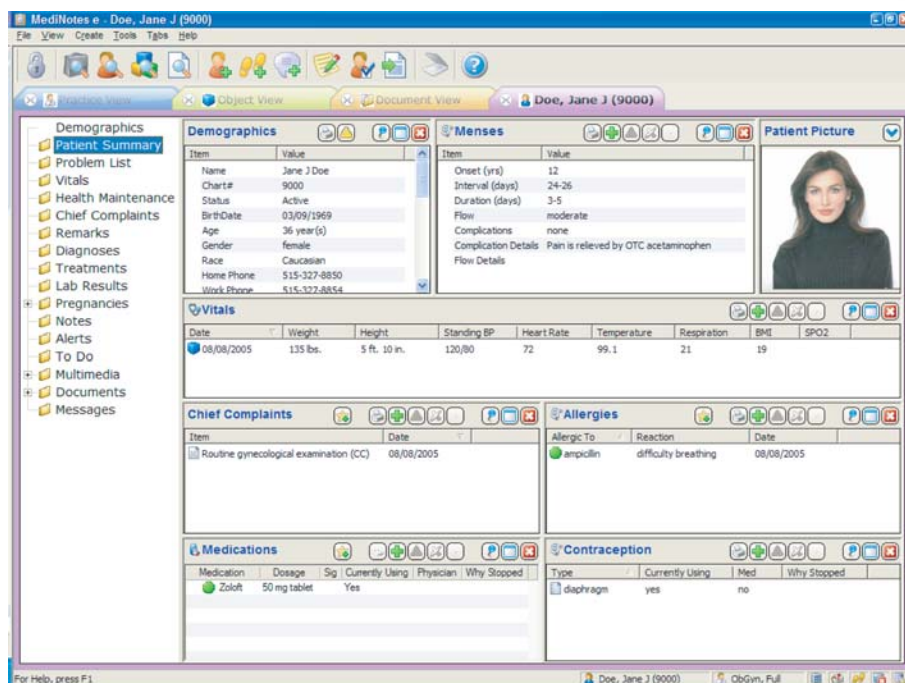 MediNotes e - Doe, Jane J (9000)
File View Create Tools Tabs Help
Practice View Object View Document View Doe, Jane J (9000)
Demographics
Patient Summary
Problem List
Vitals
Health Maintenance
Chief Complaints
Remarks
Diagnoses
Treatments
Lab Results
Pregnancies
Notes
Alerts
To Do
Multimedia
Documents
Messages
Demographics
Item Value
Name Jane J Doe
Chart# 9000
Status Active
BirthDate 03/09/1969
Age 36 year(s)
Gender female
Race Caucasian
Home Phone 515-327-8850
Work Phone 515-327-8854
Menses
Item Value
Onset (yrs) 12
Interval (days) 24-26
Duration (days) 3-5
Flow moderate
Complications none
Complication Details Pain is relieved by OTC acetaminophen
Flow Details
Patient Picture
Vitals
Date Weight Height Standing BP Heart Rate Temperature Respiration BMI SPO2
08/08/2005 135 lbs. 5 ft. 10 in. 120/80 72 99.1 21 19
Chief Complaints
Item Date
Routine gynecological examination (CC) 08/08/2005
Allergies
Allergic To Reaction Date
ampicillin difficulty breathing 08/08/2005
Medications
Medication Dosage Sig Currently Using Physician Why Stopped
Zoloft 50 mg tablet Yes
Contraception
Type Currently Using Med Why Stopped
diaphragm yes no
For Help, press F1 Doe, Jane J (9000) ObGyn, Full